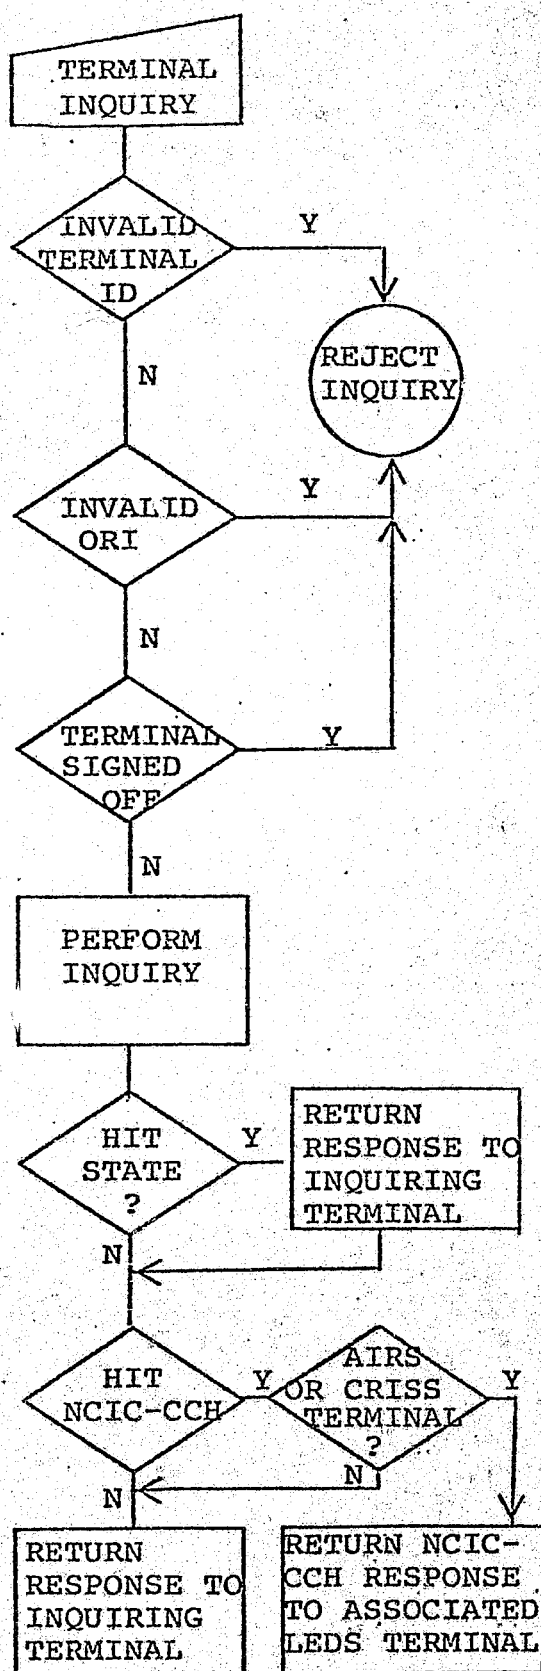 TERMINAL
INQUIRY
INVALID
TERMINAL
ID
Y
REJECT
INQUIRY
N
INVALID
ORI
Y
N
TERMINAL
SIGNED
OFF
Y
N
PERFORM
INQUIRY
HIT
STATE
?
Y
RETURN
RESPONSE TO
INQUIRING
TERMINAL
N
HIT
NCIC-CCH
Y
AIRS
OR CRISS
TERMINAL
?
Y
N
N
RETURN
RESPONSE TO
INQUIRING
TERMINAL
RETURN NCIC-
CCH RESPONSE
TO ASSOCIATED
LEDS TERMINAL